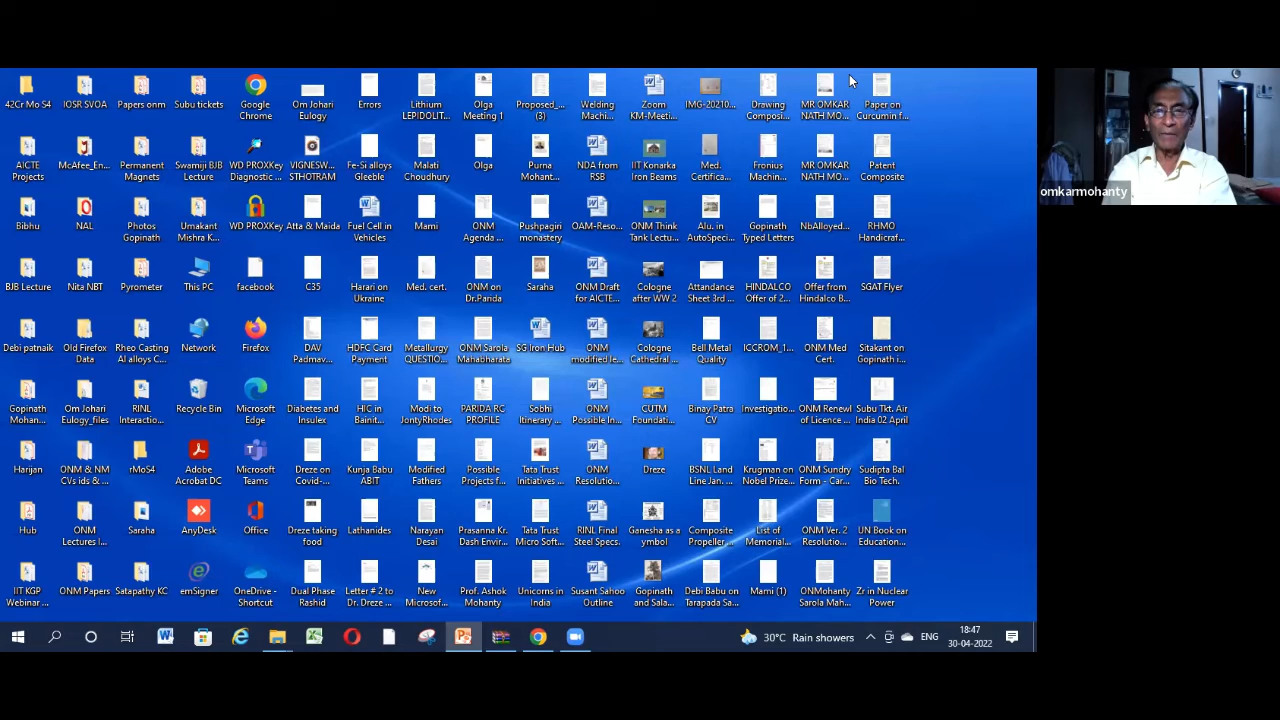 42Cr Mo S4
IOSR SVOA
Papers onm
Subu tickets
Google
Chrome
Om Johari
Eulogy
Errors
Lithium
LEPIDOLIT...
Olga
Meeting 1
Proposed_...
(3)
Welding
Machi...
Zoom
KM-Meeti...
IMG-20210...
Drawing
Composi...
MR OMKAR
NATH MO...
Paper on
Curcumin f...
AICTE
Projects
McAfee_En...
Permanent
Magnets
Swamiji BJB
Lecture
WD PROXKey
Diagnostic ...
VIGNESW...
STHOTRAM
Fe-Si alloys
Gleeble
Malati
Choudhury
Olga
Purna
Mohant...
NDA from
RSB
IIT Konarka
Iron Beams
Med.
Certifica...
Fronius
Machin...
MR OMKAR
NATH MO...
Patent
Composite
Bibhu
NAL
Photos
Gopinath
Umakant
Mishra K...
WD PROXKey
Atta & Maida
Fuel Cell in
Vehicles
Mami
ONM
Agenda ...
Pushpagiri
monastery
OAM-Reso...
ONM Think
Tank Lectu...
Alu. in
AutoSpeci...
Gopinath
Typed Letters
NbAlloyed...
RHMO
Handicraf...
BJB Lecture
Nita NBT
Pyrometer
This PC
facebook
C35
Harari on
Ukraine
Med. cert.
ONM on
Dr.Parida
Saraha
ONM Draft
for AICTE...
Cologne
after WW 2
Attandance
Sheet 3rd ...
HINDALCO
Offer of 2...
Offer from
Hindalco B...
SGAT Flyer
Debi patnaik
Old Firefox
Data
Rheo Casting
Al alloys C...
Network
Firefox
DAV
Padmav...
HDFC Card
Payment
Metallurgy
QUESTIO...
ONM Sarola
Mahabharata
SG Iron Hub
ONM
modified le...
Cologne
Cathedral ...
Bell Metal
Quality
ICCROM_1...
ONM Med
Cert.
Sitakant on
Gopinath i...
Gopinath
Mohan...
Om Johari
Eulogy_files
RINL
Interactio...
Recycle Bin
Microsoft
Edge
Diabetes and
Insulex
HIC in
Bainit...
Modi to
JontyRhodes
PARIDA RC
PROFILE
Sobhi
Itinerary ...
ONM
Possible In...
CUTM
Foundati...
Binay Patra
CV
Investigatio...
ONM Renewl
of Licence ...
Subu Tkt. Air
India 02 April
Harijan
ONM & NM
CVs ids & ...
rMoS4
Adobe
Acrobat DC
Microsoft
Teams
Dreze on
Covid-...
Kunja Babu
ABIT
Modified
Fathers
Possible
Projects f...
Tata Trust
Initiatives ...
ONM
Resolutio...
Dreze
BSNL Land
Line Jan. ...
Krugman on
Nobel Prize...
ONM Sundry
Form - Car...
Sudipta Bal
Bio Tech.
Hub
ONM
Lectures I...
Saraha
AnyDesk
Office
Dreze taking
food
Lathanides
Narayan
Desai
Prasanna Kr.
Dash Envir...
Tata Trust
Micro Soft...
RINL Final
Steel Specs.
Ganesha as a
symbol
Composite
Propeller ...
List of
Memorial...
ONM Ver. 2
Resolutio...
UN Book on
Education...
IIT KGP
Webinar ...
ONM Papers
Satapathy KC
emSigner
OneDrive -
Shortcut
Dual Phase
Rashid
Letter # 2 to
Dr. Dreze ...
New
Microsof...
Prof. Ashok
Mohanty
Unicorns in
India
Susant Sahoo
Outline
Gopinath
and Sala...
Debi Babu on
Tarapada Sa...
Mami (1)
ONMohanty
Sarola Mah...
Zr in Nuclear
Power
omkarmohanty
30°C Rain showers
ENG
18:47
30-04-2022